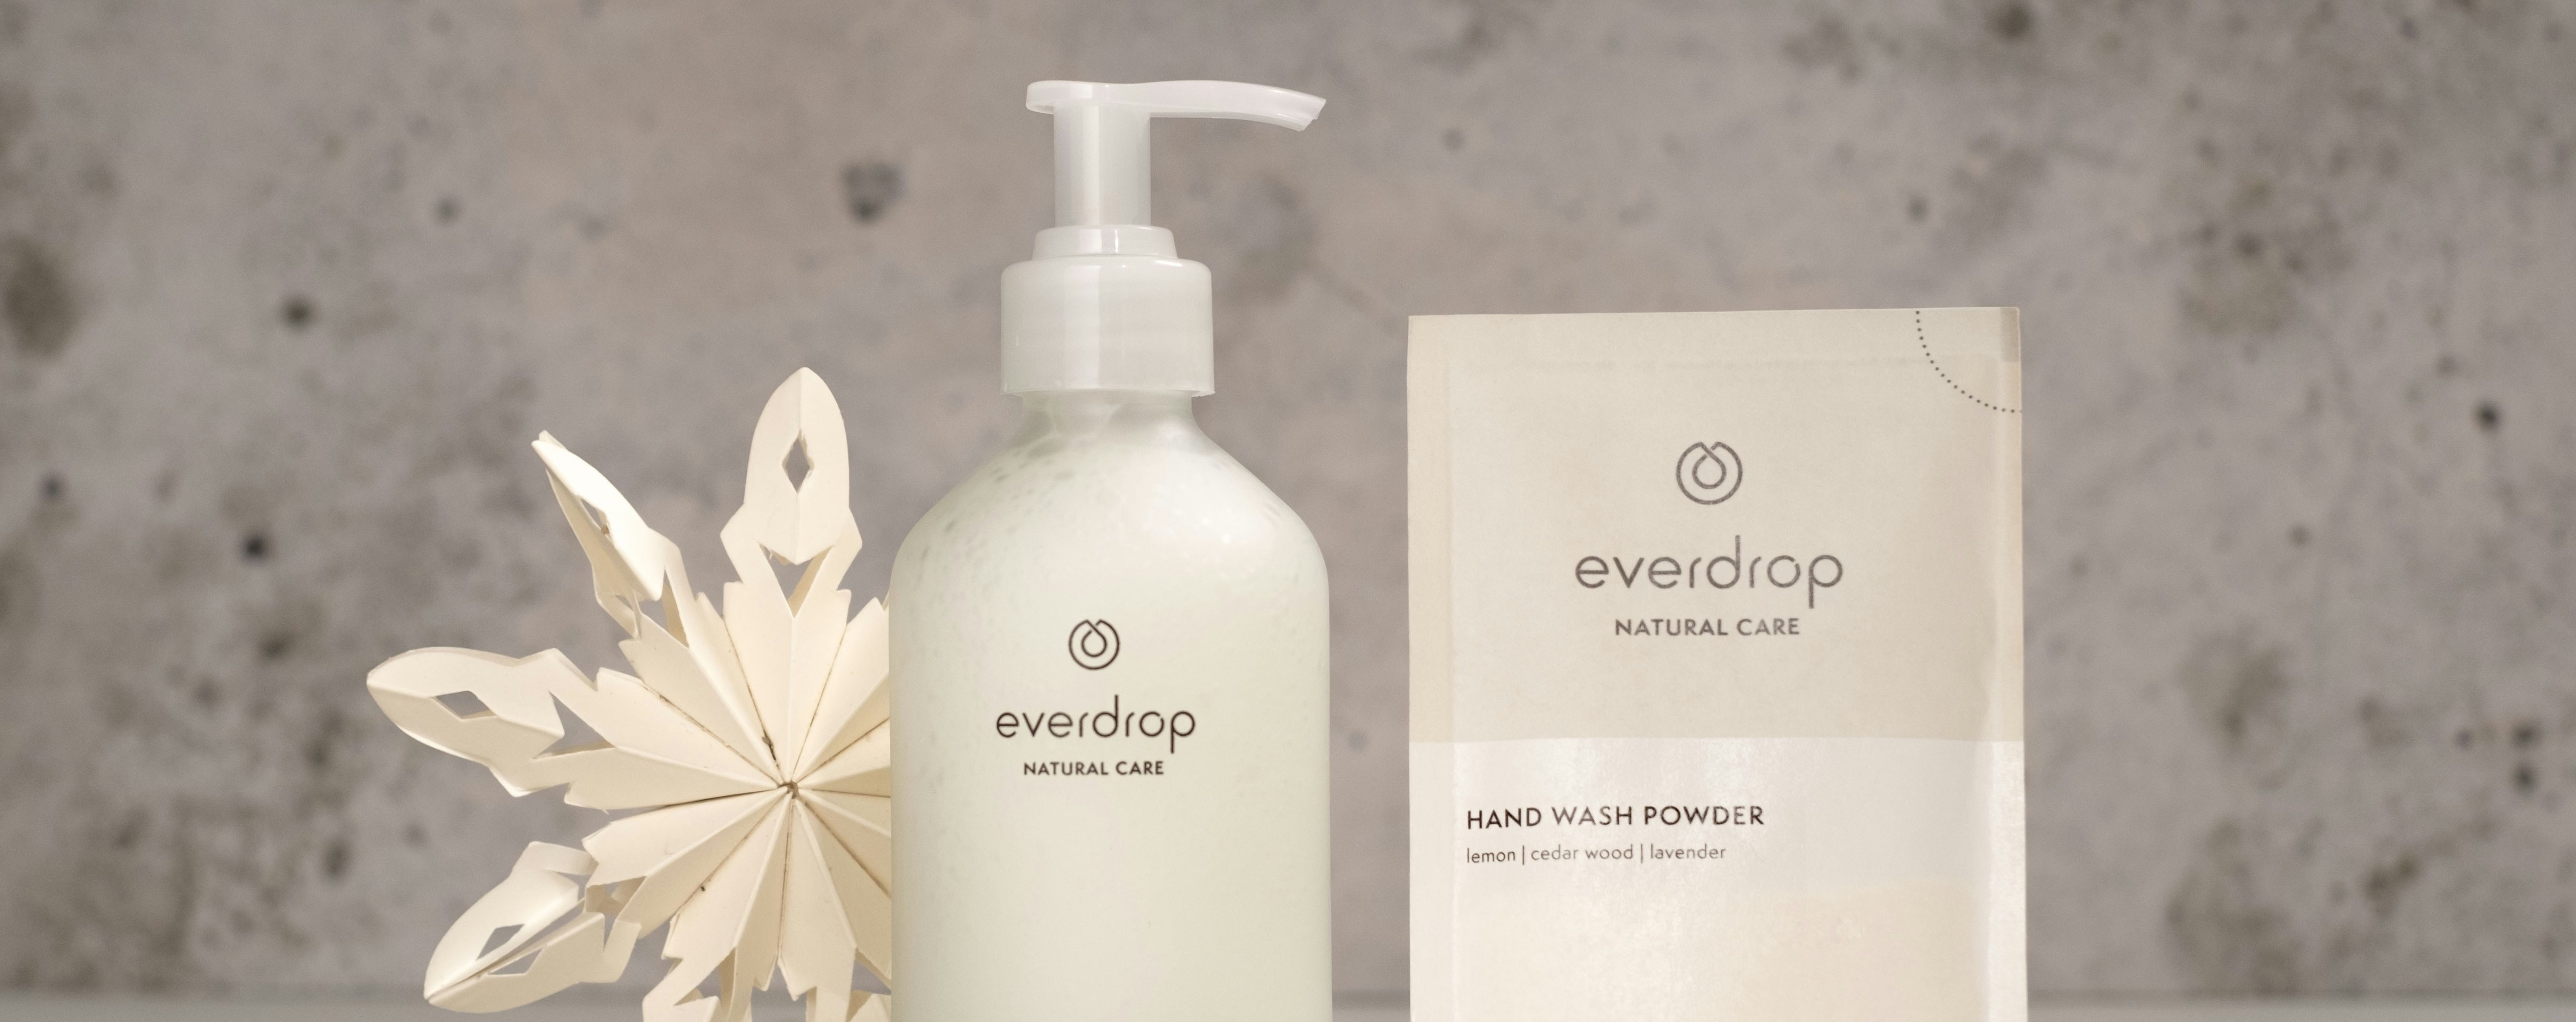 everdrop
NATURAL CARE
everdrop
NATURAL CARE
HAND WASH POWDER
lemon | cedar wood | lavender